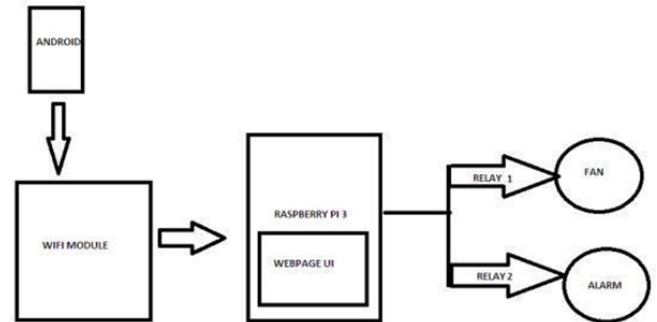 ANDROID
WIFI MODULE
RASPBERRY PI 3
WEBPAGE UI
RELAY 1
FAN
RELAY 2
ALARM